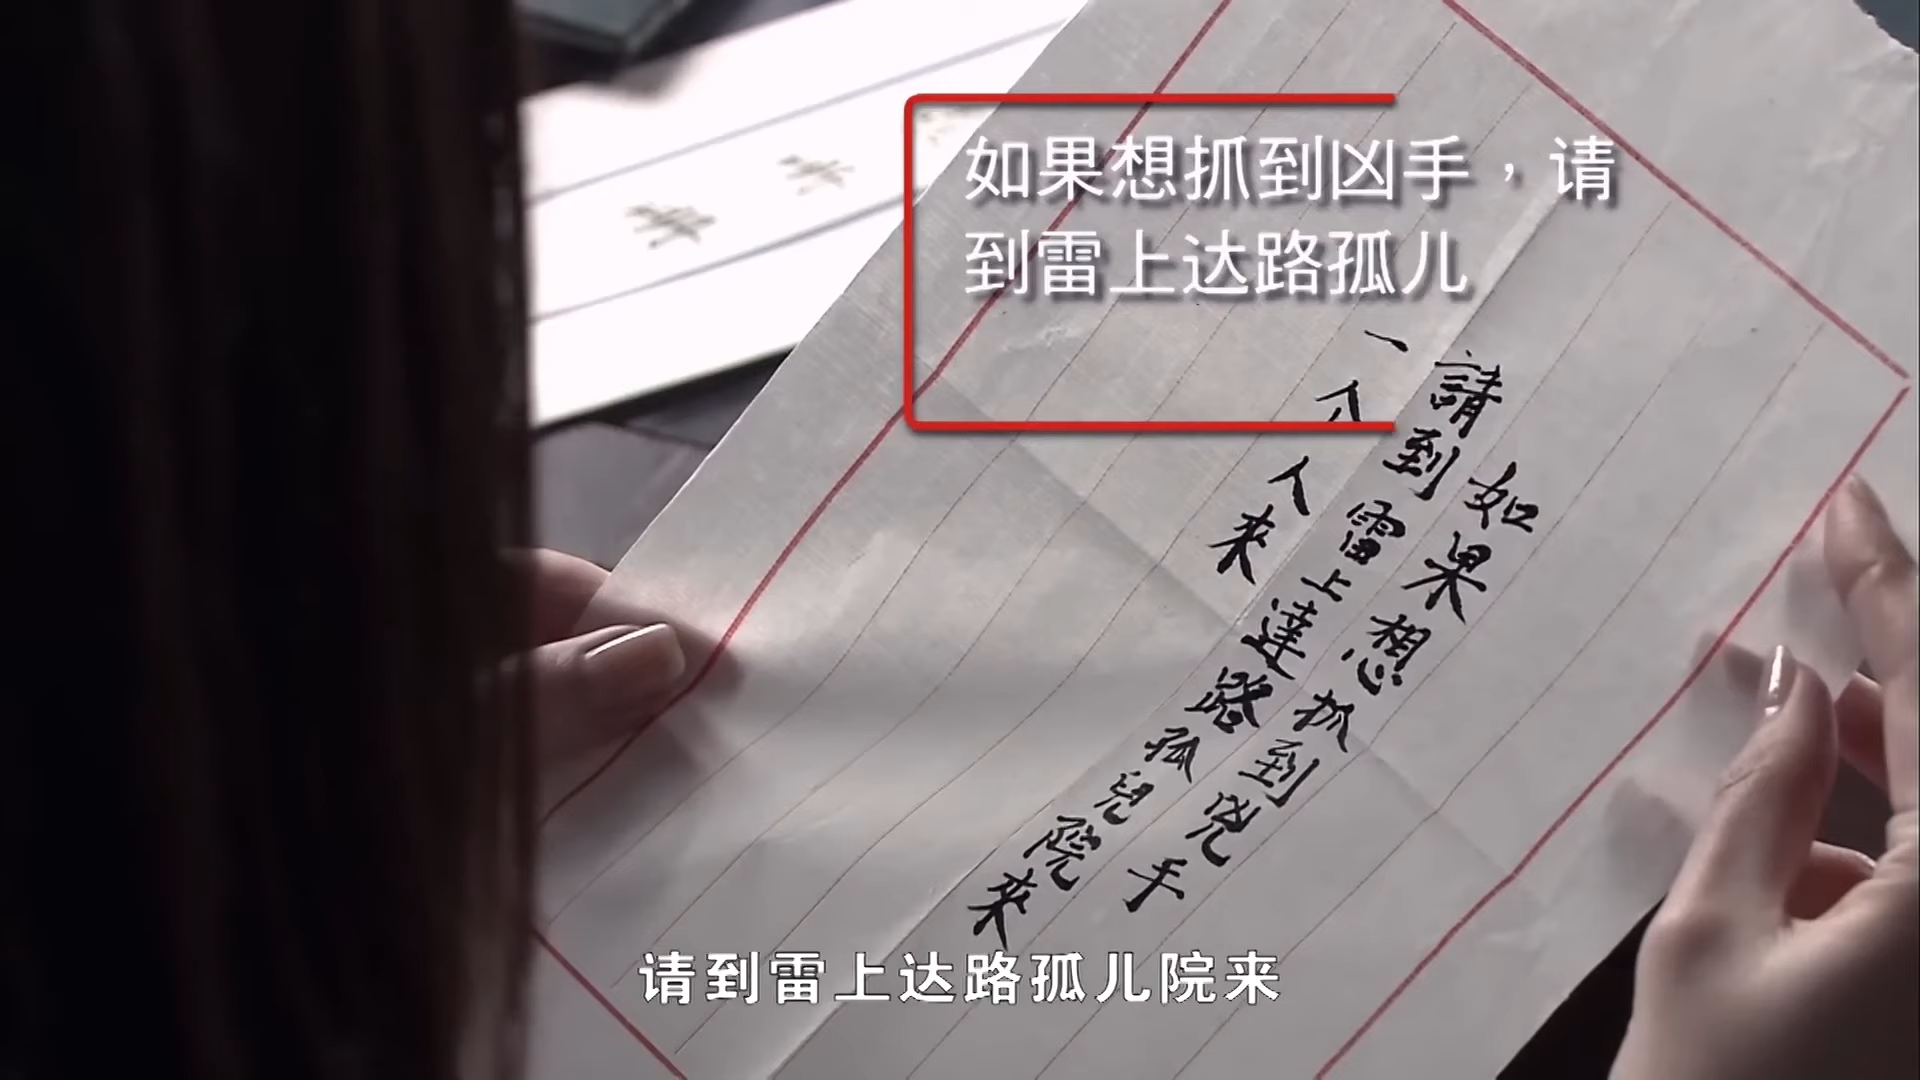 如果想抓到凶手，请
到雷上达路孤儿
如果想抓到兇手
請到雷上達路孤兒院來
一个人來
请到雷上达路孤儿院来